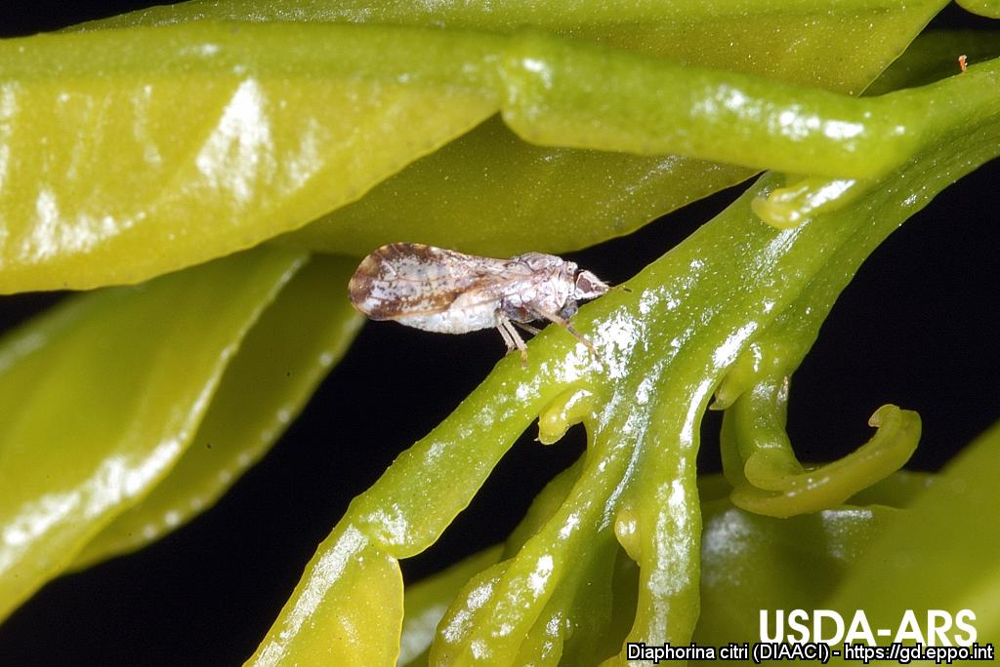 USDA-ARS
Diaphorina citri (DIAACI) - https://gd.eppo.int